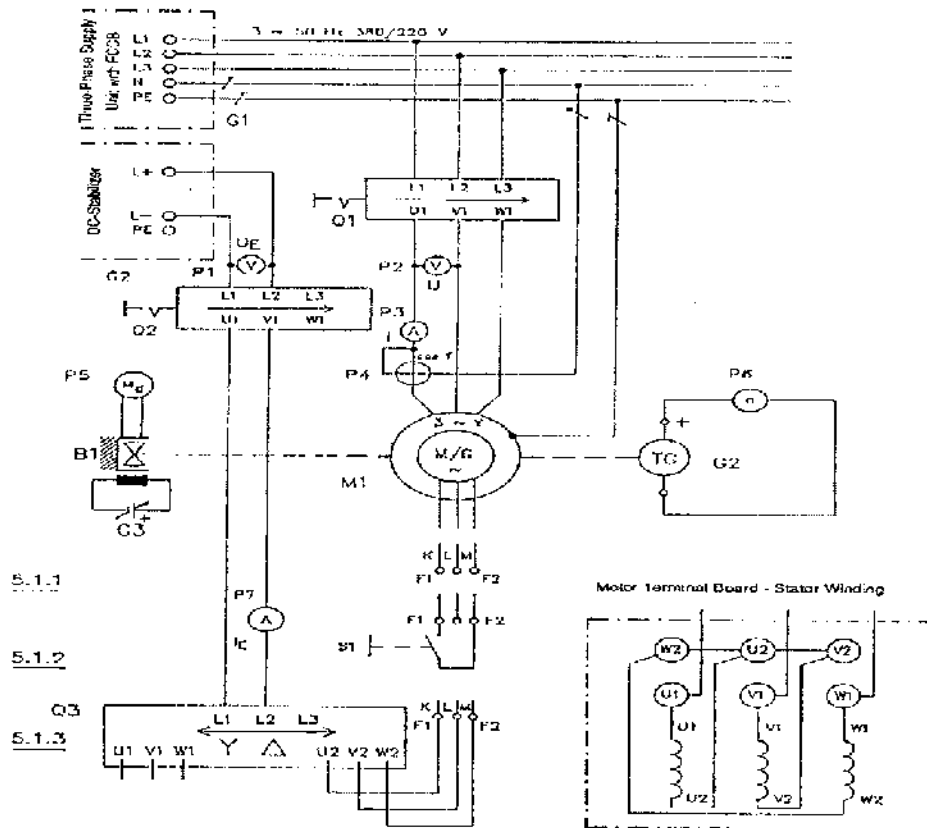 Three-Phase Supply
Unit with FCCB
L1
L2
L3
N
PE
3 ~ 50 Hz 380/220 V
G1
DC-Stabilizer
L+
L-
PE
G2
L1 L2 L3
U1 V1 W1
Q1
P1
UE
V
L1 L2 L3
U1 V1 W1
Q2
P2
V
U
P3
A
I
cos φ
P4
P5
Md
B1
G3
+
3 ~ Y
M/G
~
M1
P6
n
+
TG
G2
K L M
F1 F2
5.1.1
P7
A
IE
F1 F2
S1
5.1.2
Q3
L1 L2 L3
Y △
U1 V1 W1 U2 V2 W2
5.1.3
K L M
F1 F2
Motor Terminal Board - Stator Winding
W2 U2 V2
U1 V1 W1
U1 V1 W1
U2 V2 W2